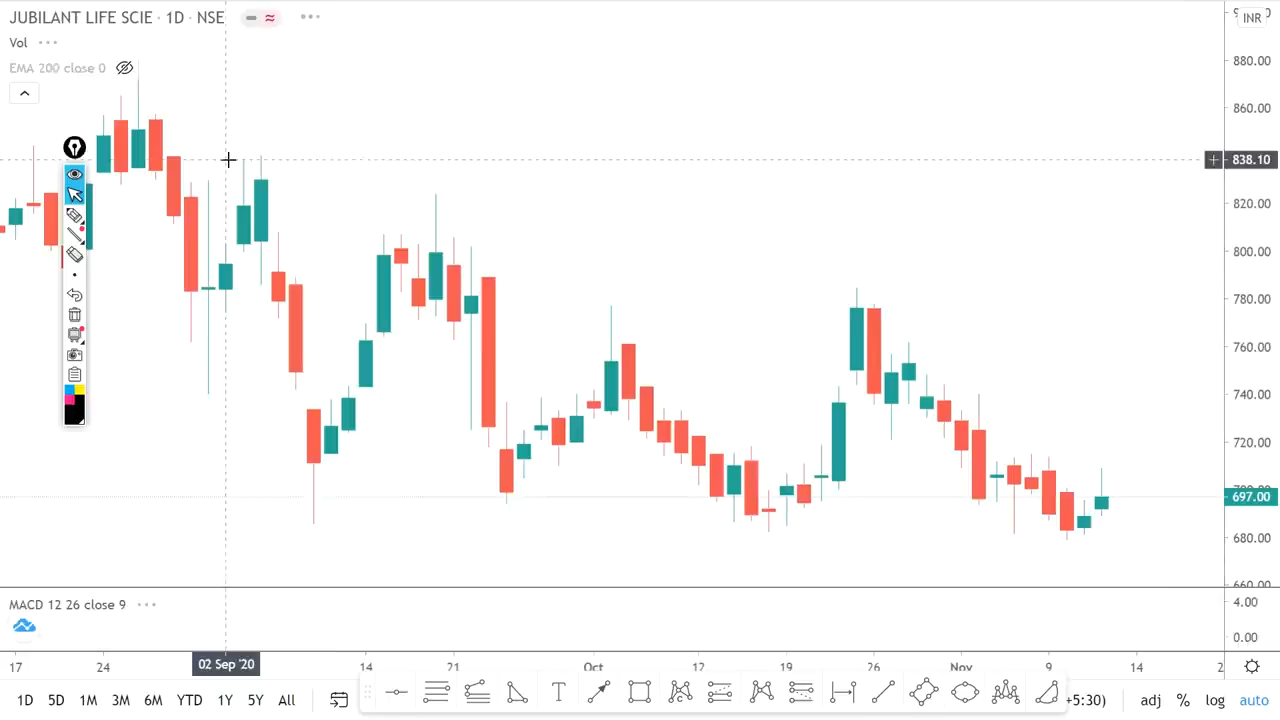 JUBILANT LIFE SCIE · 1D · NSE
INR
Vol
EMA 200 close 0
880.00
860.00
838.10
820.00
800.00
780.00
760.00
740.00
720.00
697.00
680.00
660.00
MACD 12 26 close 9
4.00
0.00
17 24 02 Sep '20 14 21 Oct 12 19 26 Nov 9 14 2
1D 5D 1M 3M 6M YTD 1Y 5Y All T +5:30) adj % log auto